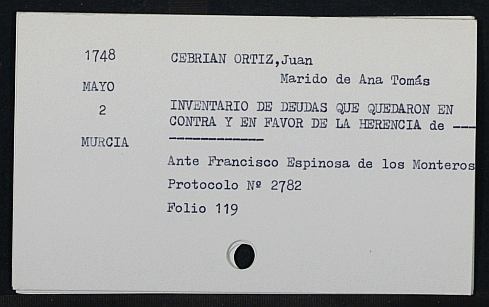 1748
MAYO
2
MURCIA
CEBRIAN ORTIZ,Juan
Marido de Ana Tomás
INVENTARIO DE DEUDAS QUE QUEDARON EN
CONTRA Y EN FAVOR DE LA HERENCIA de ---
------------
Ante Francisco Espinosa de los Monteros
Protocolo Nº 2782
Folio 119